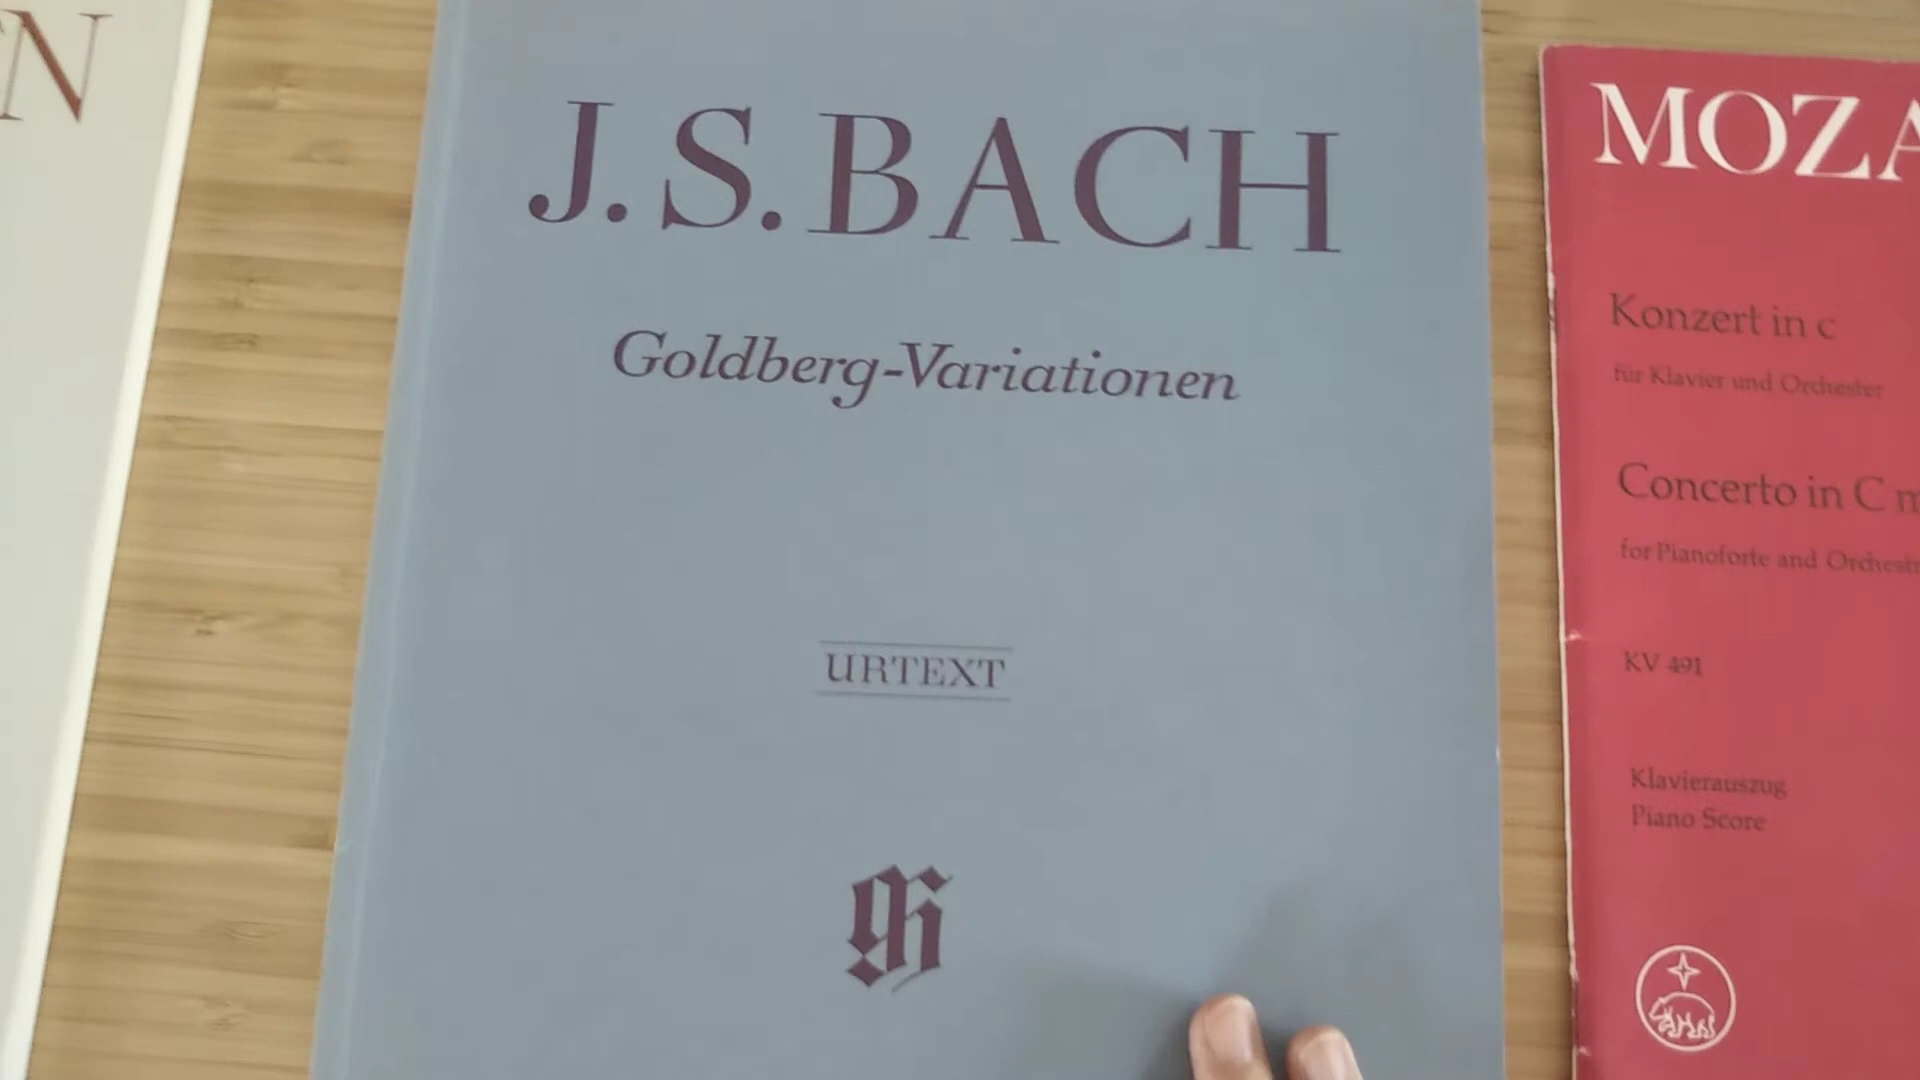 N
J. S. BACH
Goldberg-Variationen
URTEXT
MOZA
Konzert in c
für Klavier und Orchester
Concerto in C m
for Pianoforte and Orchestr
KV 491
Klavierauszug
Piano Score